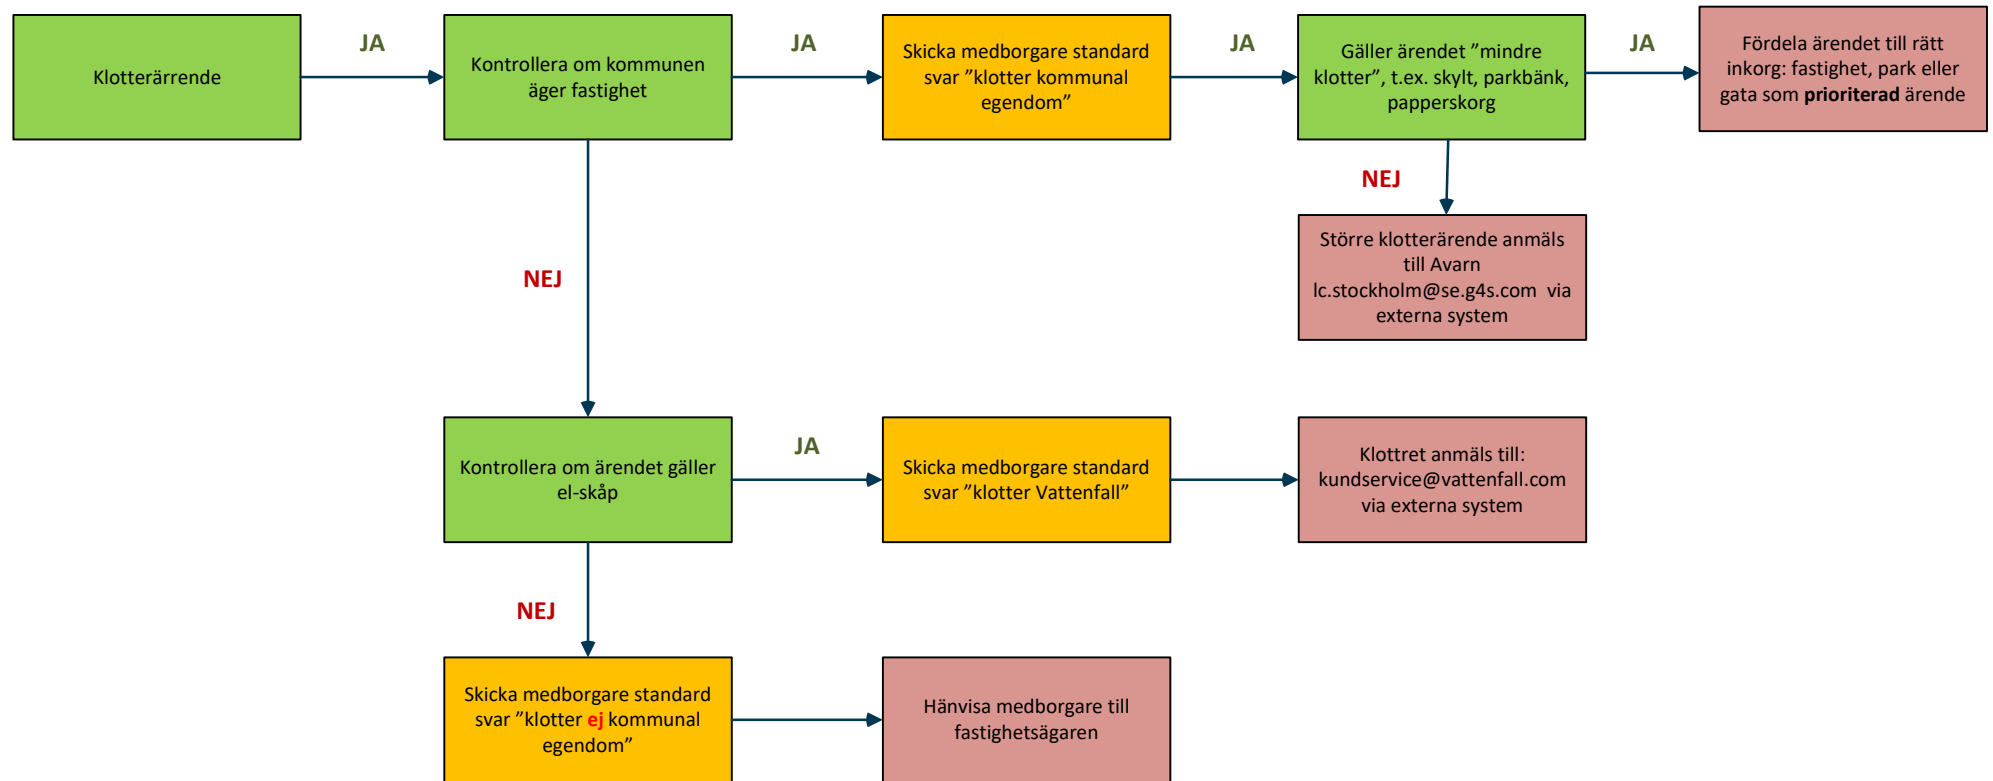 Klotterärrende
JA
Kontrollera om kommunen
äger fastighet
JA
Skicka medborgare standard
svar ”klotter kommunal
egendom”
JA
Gäller ärendet ”mindre
klotter”, t.ex. skylt, parkbänk,
papperskorg
JA
Fördela ärendet till rätt
inkorg: fastighet, park eller
gata som prioriterad ärende
NEJ
Större klotterärende anmäls
till Avarn
lc.stockholm@se.g4s.com via
externa system
NEJ
Kontrollera om ärendet gäller
el-skåp
JA
Skicka medborgare standard
svar ”klotter Vattenfall”
Klottret anmäls till:
kundservice@vattenfall.com
via externa system
NEJ
Skicka medborgare standard
svar ”klotter ej kommunal
egendom”
Hänvisa medborgare till
fastighetsägaren